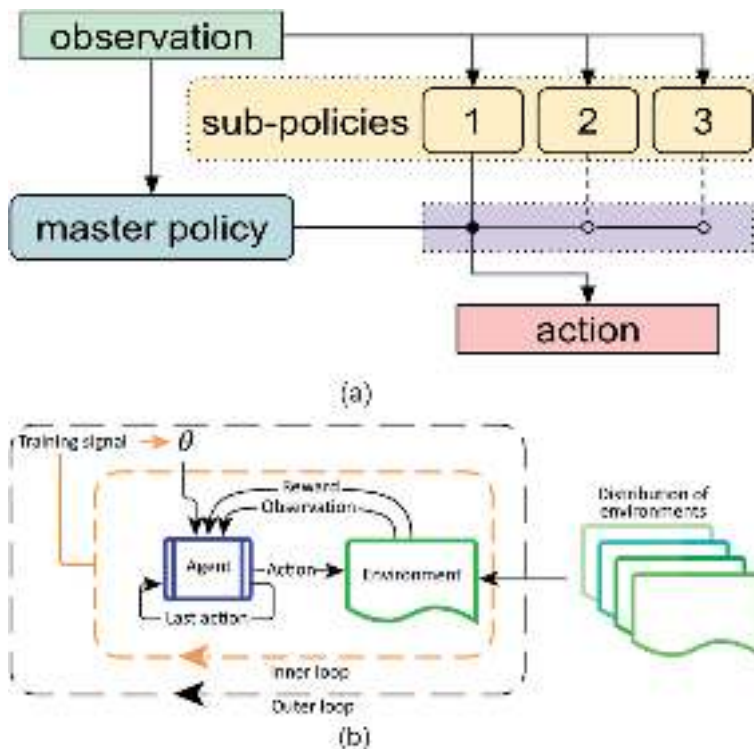 observation
sub-policies
1
2
3
master policy
action
(a)
Training signal
θ
Reward
Observation
Agent
Action
Environment
Last action
Inner loop
Outer loop
Distribution of
environments
(b)